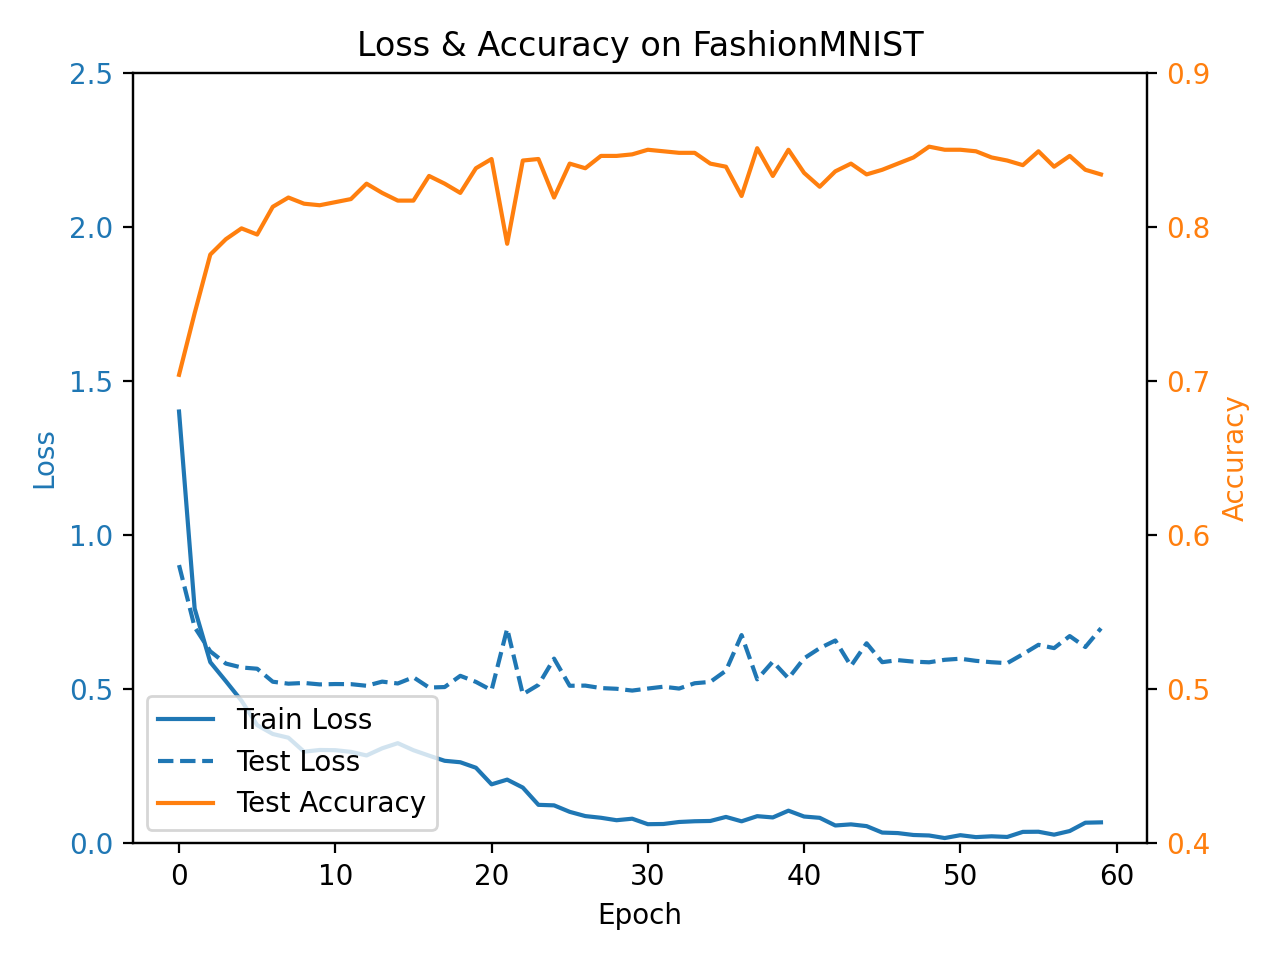 Loss & Accuracy on FashionMNIST
2.5
2.0
1.5
1.0
0.5
0.0
Loss
0.9
0.8
0.7
0.6
0.5
0.4
Accuracy
Train Loss
Test Loss
Test Accuracy
0 10 20 30 40 50 60
Epoch